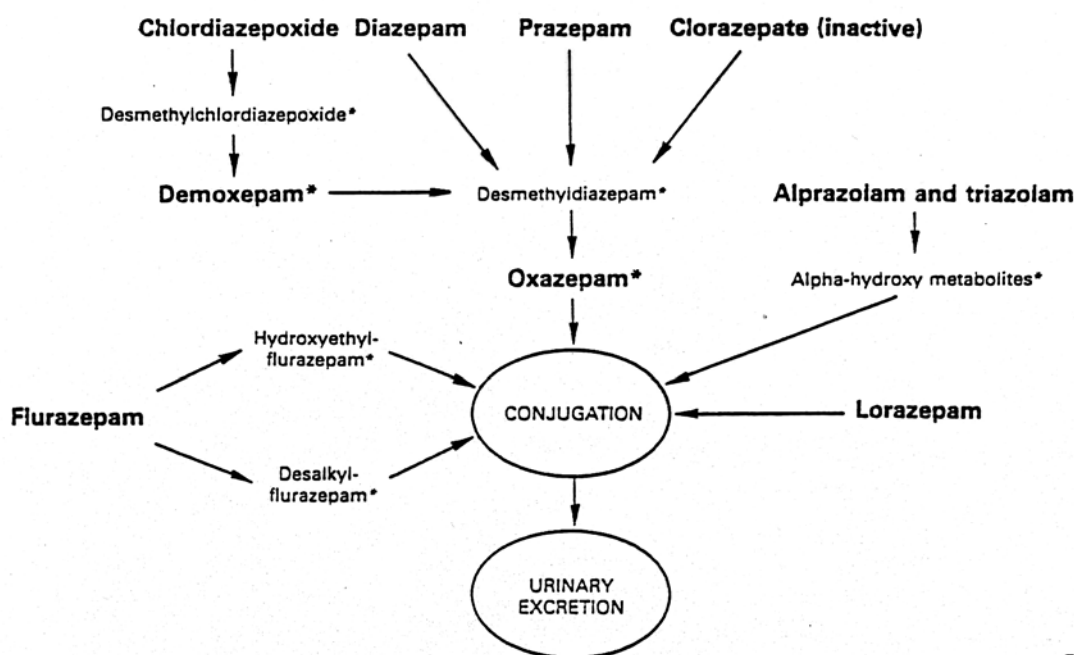 Chlordiazepoxide Diazepam Prazepam Clorazepate (inactive)
Desmethylchlordiazepoxide*
Demoxepam* Desmethyldiazepam* Alprazolam and triazolam
Oxazepam* Alpha-hydroxy metabolites*
Hydroxyethyl-
flurazepam*
Flurazepam CONJUGATION Lorazepam
Desalkyl-
flurazepam*
URINARY
EXCRETION